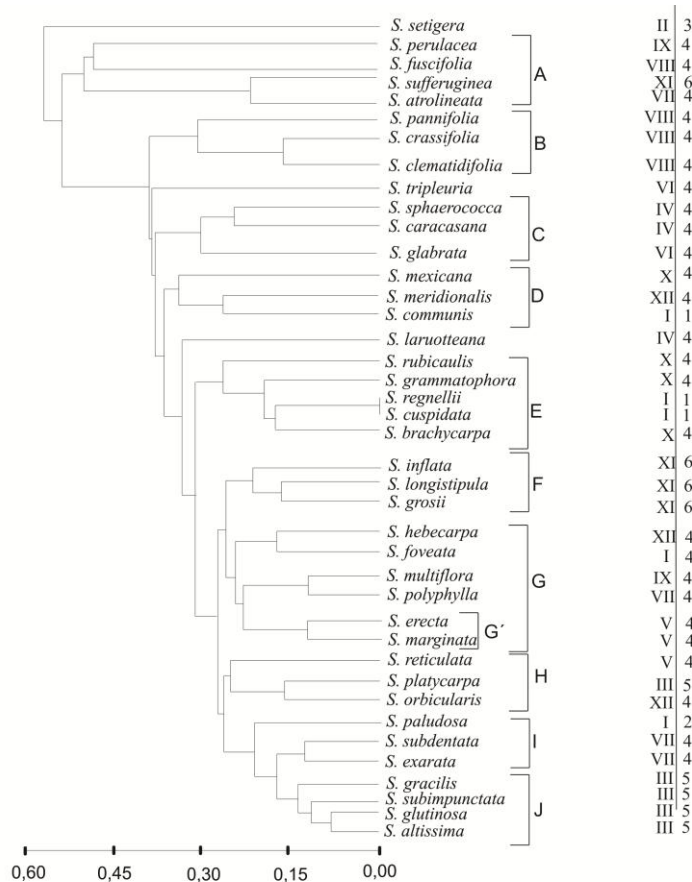 S. setigera II 3
S. perulacea IX 4
S. fuscifolia VIII 4
A
S. sufferuginea XI 6
S. atrolineata VII 4
S. pannifolia VIII 4
S. crassifolia VIII 4
B
S. clematidifolia VIII 4
S. tripleuria VI 4
S. sphaerococca IV 4
S. caracasana IV 4
C
S. glabrata VI 4
S. mexicana X 4
S. meridionalis XII 4
D
S. communis I 1
S. laruotteana IV 4
S. rubicaulis X 4
S. grammatophora X 4
S. regnellii I 1
E
S. cuspidata I 1
S. brachycarpa X 4
S. inflata XI 6
S. longistipula XI 6
F
S. grosii XI 6
S. hebecarpa XII 4
S. foveata I 4
S. multiflora IX 4
G
S. polyphylla VII 4
S. erecta V 4
G´
S. marginata V 4
S. reticulata V 4
H
S. platycarpa III 5
S. orbicularis XII 4
S. paludosa I 2
S. subdentata VII 4
I
S. exarata VII 4
S. gracilis III 5
S. subimpunctata III 5
J
S. glutinosa III 5
S. altissima III 5
0,60 0,45 0,30 0,15 0,00